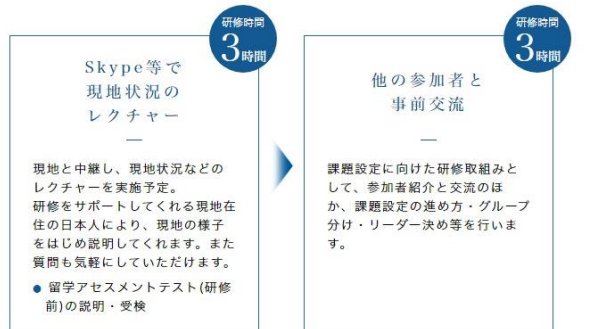 研修時間
3時間
Skype等で
現地状況の
レクチャー
現地と中継し、現地状況などの
レクチャーを実施予定。
研修をサポートしてくれる現地在
住の日本人により、現地の様子
をはじめ説明してくれます。また
質問も気軽にしていただけます。
● 留学アセスメントテスト(研修
前)の説明・受検
研修時間
3時間
他の参加者と
事前交流
課題設定に向けた研修取組みと
して、参加者紹介と交流のほ
か、課題設定の進め方・グループ
分け・リーダー決め等を行いま
す。